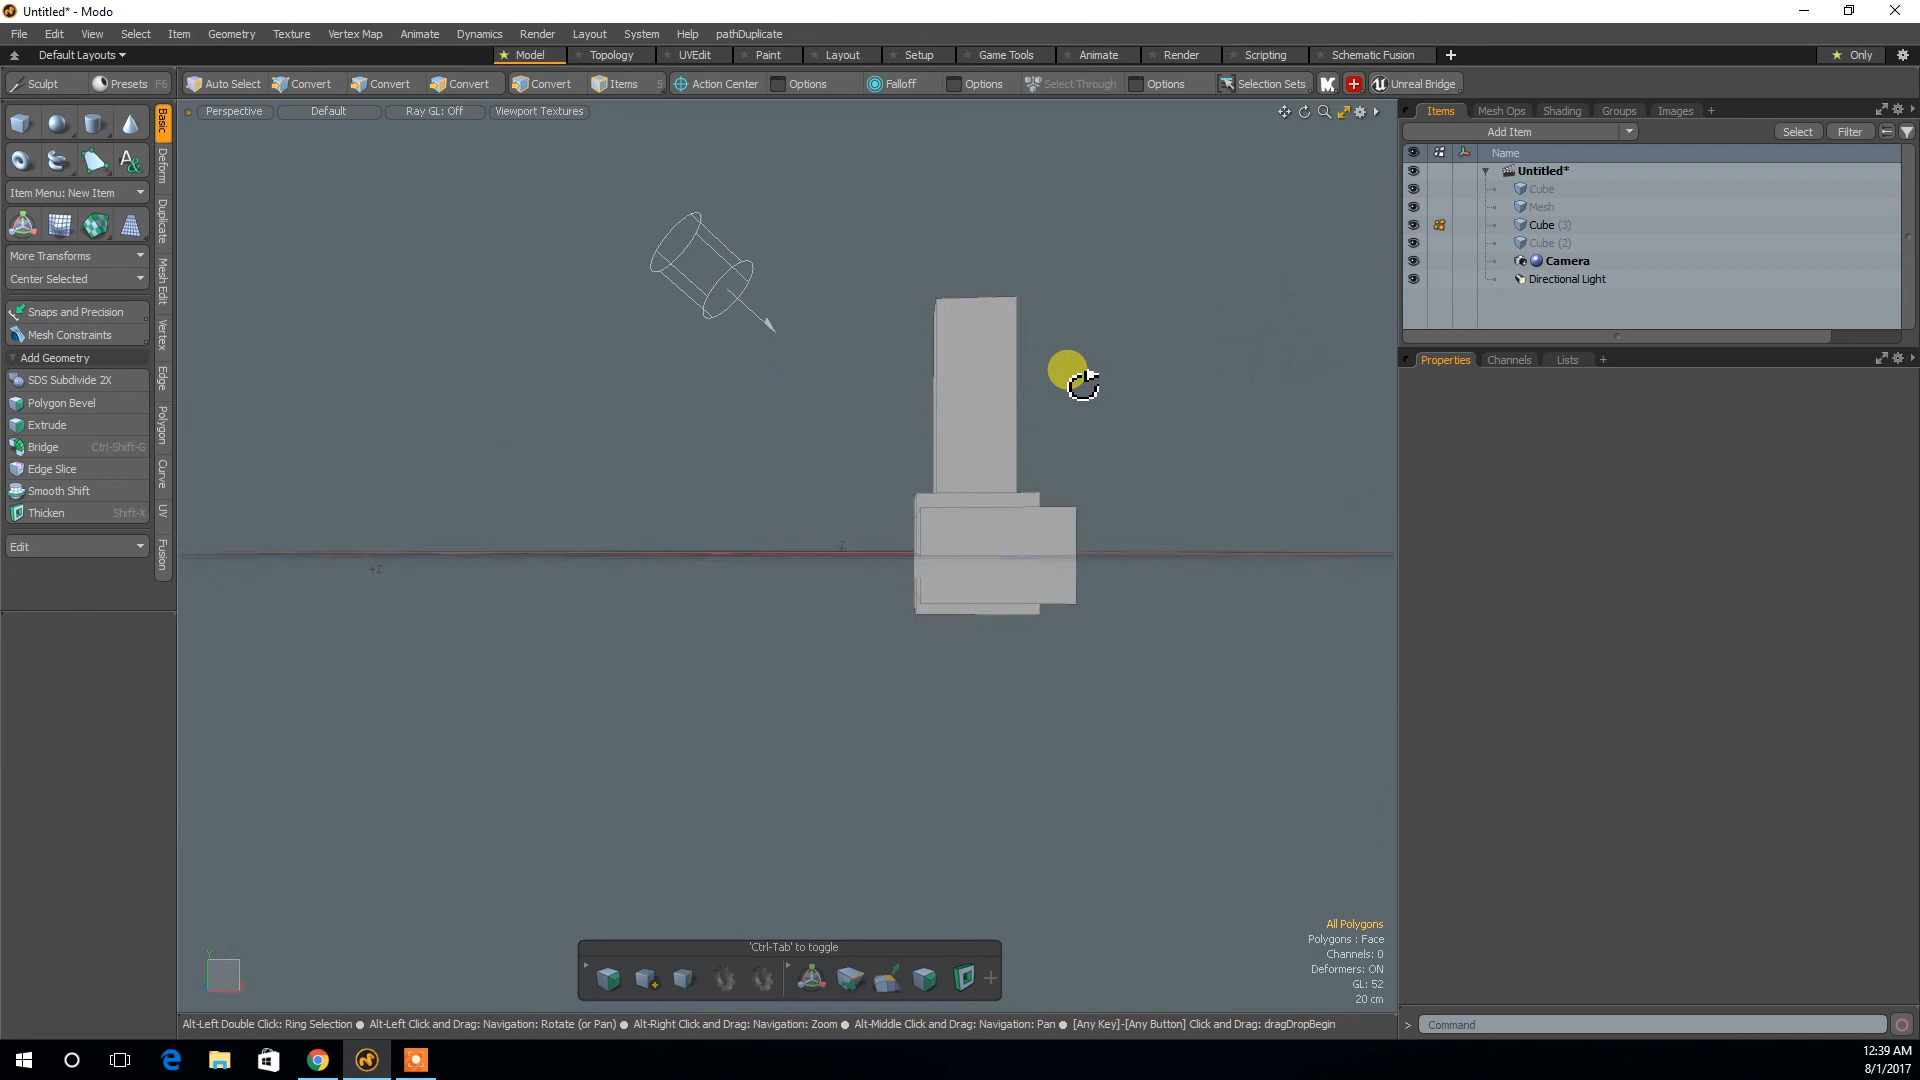 Untitled* - Modo
File Edit View Select Item Geometry Texture Vertex Map Animate Dynamics Render Layout System Help pathDuplicate
Default Layouts Model Topology UVEdit Paint Layout Setup Game Tools Animate Render Scripting Schematic Fusion Only
Sculpt Presets F6 Auto Select Convert Convert Convert Convert Items 5 Action Center Options Falloff Options Select Through Options Selection Sets Unreal Bridge
Perspective Default Ray GL: Off Viewport Textures
Basic
Deform
Duplicate
Mesh Edit
Vertex
Edge
Polygon
Curve
UV
Fusion
Item Menu: New Item
More Transforms
Center Selected
Snaps and Precision
Mesh Constraints
Add Geometry
SDS Subdivide 2X
Polygon Bevel
Extrude
Bridge Ctrl-Shift-G
Edge Slice
Smooth Shift
Thicken Shift-X
Edit
Items Mesh Ops Shading Groups Images
Add Item Select Filter
Name
Untitled*
Cube
Mesh
Cube (3)
Cube (2)
Camera
Directional Light
Properties Channels Lists
-Z
+Z
Y
'Ctrl-Tab' to toggle
All Polygons
Polygons : Face
Channels: 0
Deformers: ON
GL: 52
20 cm
Alt-Left Double Click: Ring Selection Alt-Left Click and Drag: Navigation: Rotate (or Pan) Alt-Right Click and Drag: Navigation: Zoom Alt-Middle Click and Drag: Navigation: Pan [Any Key]-[Any Button] Click and Drag: dragDropBegin
> Command
12:39 AM
8/1/2017